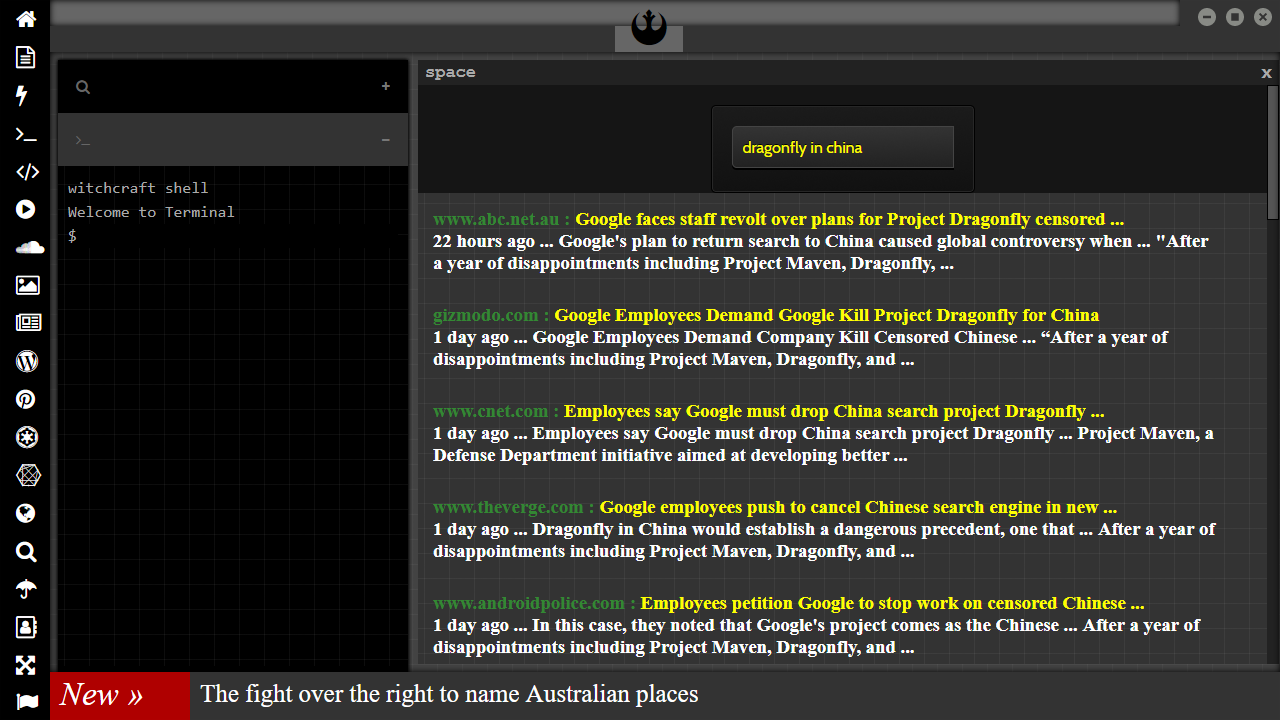 space
x
dragonfly in china
+
>_
−
witchcraft shell
Welcome to Terminal
$
www.abc.net.au : Google faces staff revolt over plans for Project Dragonfly censored ...
22 hours ago ... Google's plan to return search to China caused global controversy when ... "After
a year of disappointments including Project Maven, Dragonfly, ...
gizmodo.com : Google Employees Demand Google Kill Project Dragonfly for China
1 day ago ... Google Employees Demand Company Kill Censored Chinese ... “After a year of
disappointments including Project Maven, Dragonfly, and ...
www.cnet.com : Employees say Google must drop China search project Dragonfly ...
1 day ago ... Employees say Google must drop China search project Dragonfly ... Project Maven, a
Defense Department initiative aimed at developing better ...
www.theverge.com : Google employees push to cancel Chinese search engine in new ...
1 day ago ... Dragonfly in China would establish a dangerous precedent, one that ... After a year of
disappointments including Project Maven, Dragonfly, and ...
www.androidpolice.com : Employees petition Google to stop work on censored Chinese ...
1 day ago ... In this case, they noted that Google's project comes as the Chinese ... After a year of
disappointments including Project Maven, Dragonfly, and ...
New »
The fight over the right to name Australian places